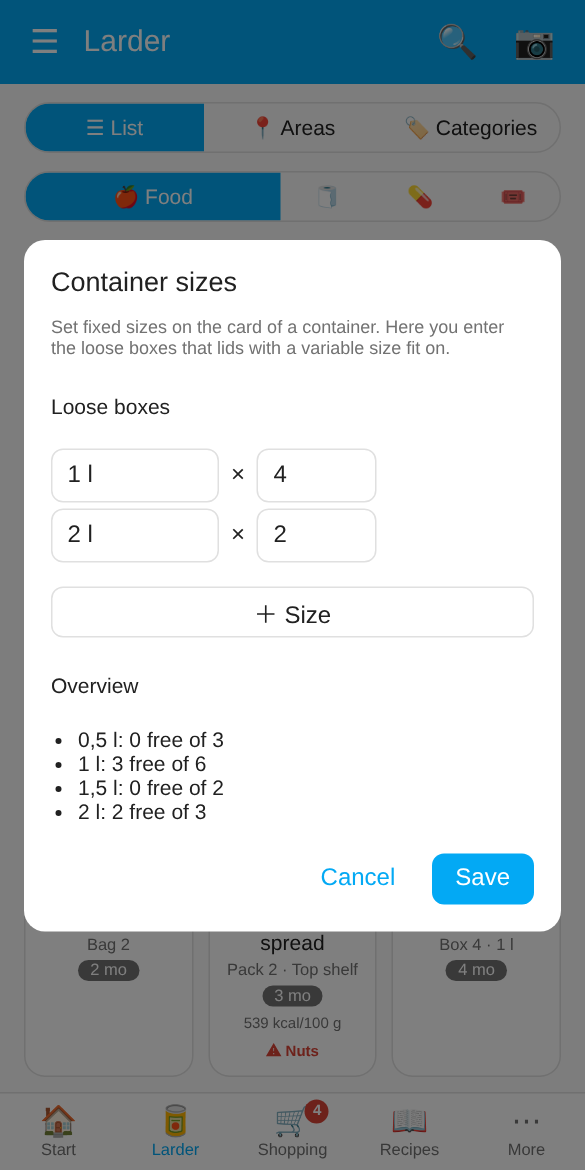 Larder
List
Areas
Categories
Food
Container sizes
Set fixed sizes on the card of a container. Here you enter
the loose boxes that lids with a variable size fit on.
Loose boxes
1 l × 4
2 l × 2
+ Size
Overview
• 0,5 l: 0 free of 3
• 1 l: 3 free of 6
• 1,5 l: 0 free of 2
• 2 l: 2 free of 3
Cancel
Save
Bag 2
2 mo
spread
Pack 2 · Top shelf
3 mo
539 kcal/100 g
Nuts
Box 4 · 1 l
4 mo
Start
Larder
4
Shopping
Recipes
More